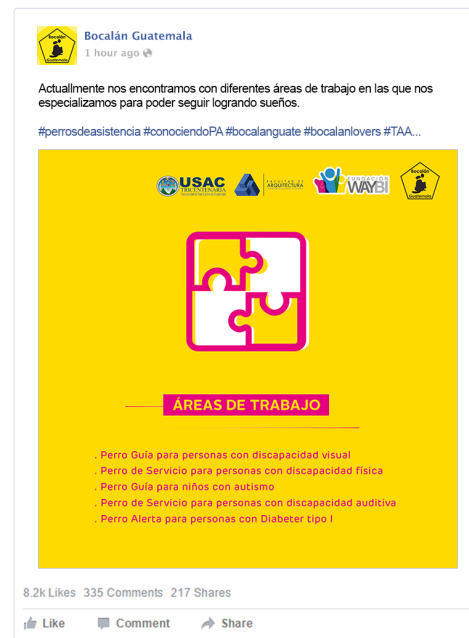 Bocalán Guatemala
1 hour ago
Actuallmente nos encontramos con diferentes áreas de trabajo en las que nos
especializamos para poder seguir logrando sueños.
#perrosdeasistencia #conociendoPA #bocalanguate #bocalanlovers #TAA...
USAC
TRICENTENARIA
FACULTAD DE
ARQUITECTURA
FUNDACIÓN
WAYBI
Bocalán
Guatemala
ÁREAS DE TRABAJO
. Perro Guía para personas con discapacidad visual
. Perro de Servicio para personas con discapacidad física
. Perro Guía para niños con autismo
. Perro de Servicio para personas con discapacidad auditiva
. Perro Alerta para personas con Diabeter tipo I
8.2k Likes 335 Comments 217 Shares
Like Comment Share